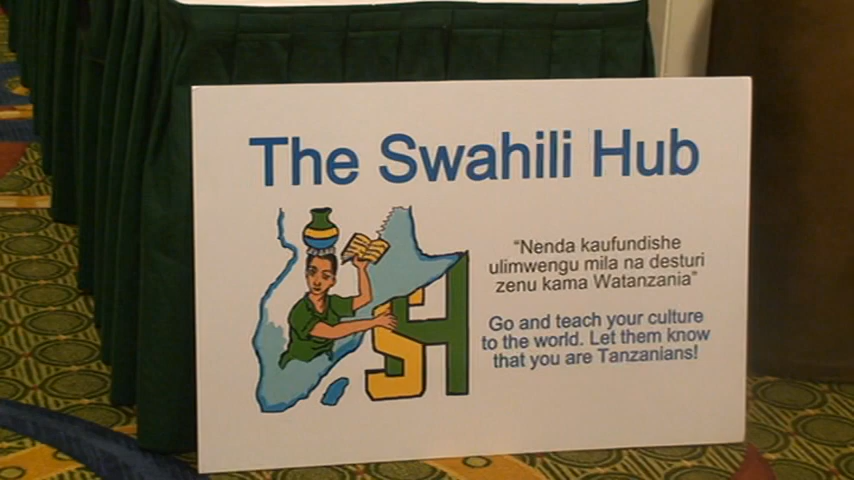 The Swahili Hub
“Nenda kaufundishe
ulimwengu mila na desturi
zenu kama Watanzania”
Go and teach your culture
to the world. Let them know
that you are Tanzanians!
SH